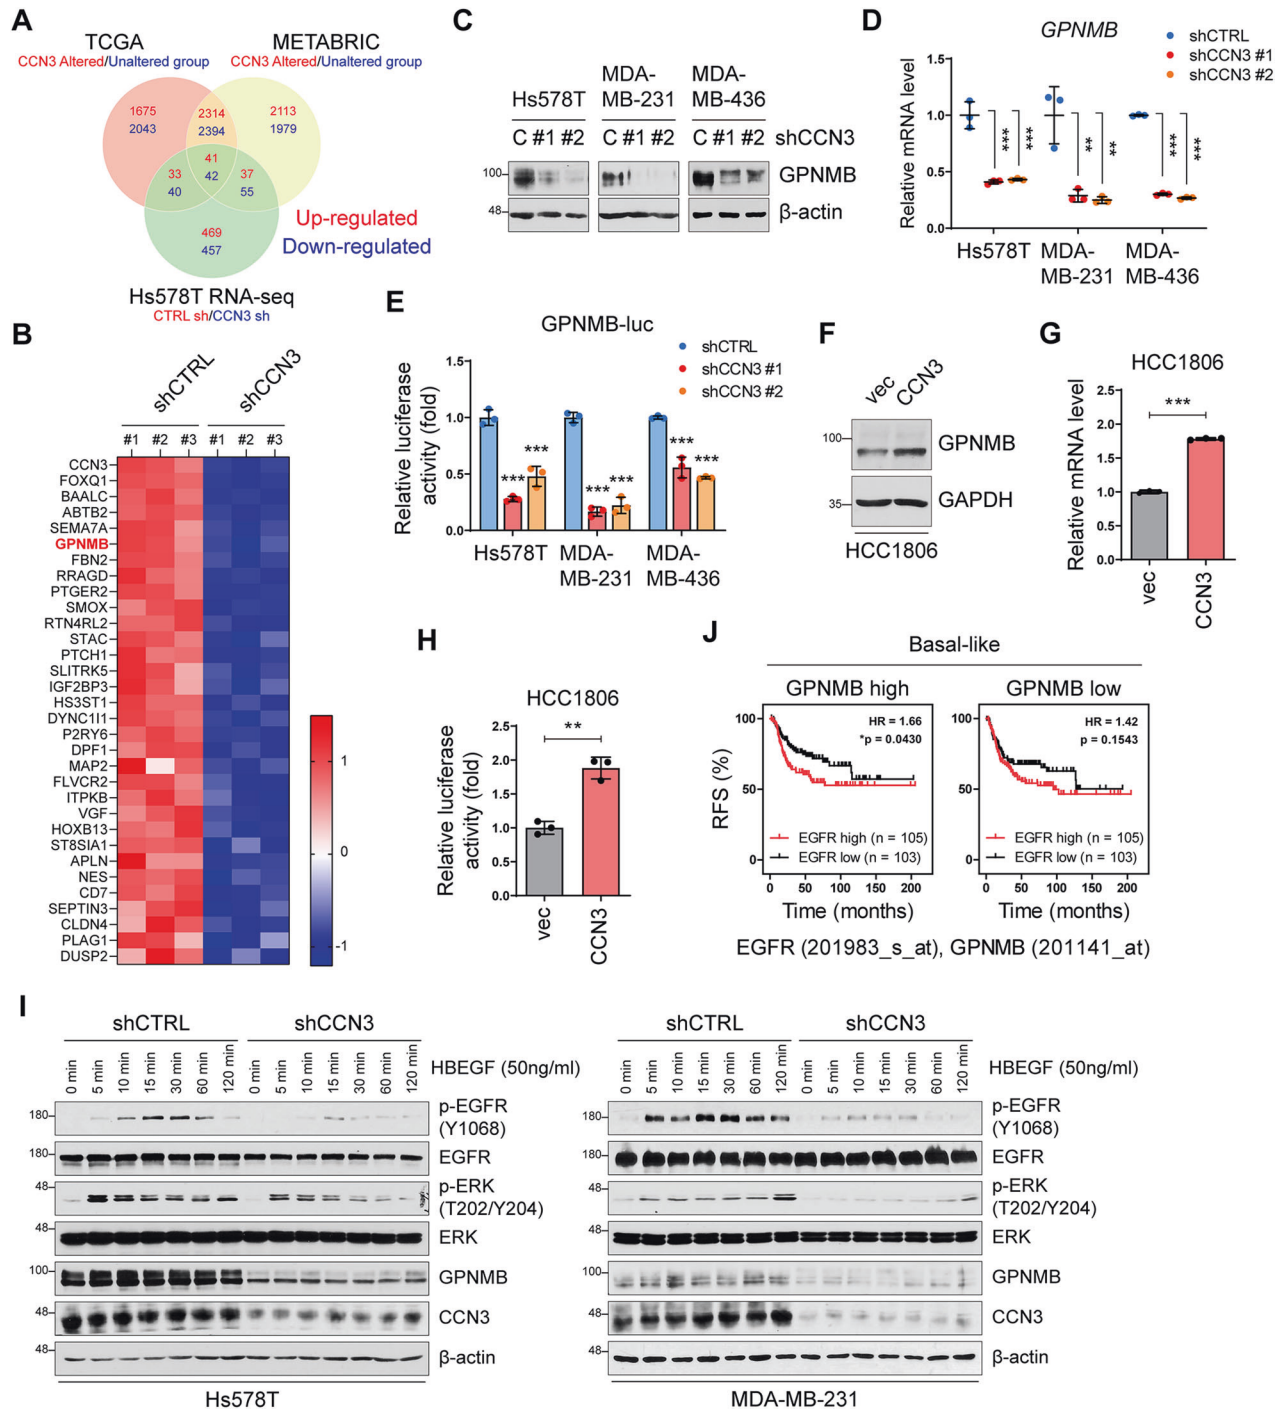 A
TCGA
METABRIC
CCN3 Altered/Unaltered group
CCN3 Altered/Unaltered group
1675
2043
2314
2394
2113
1979
41
42
33
40
37
55
469
457
Up-regulated
Down-regulated
Hs578T RNA-seq
CTRL sh/CCN3 sh
B
shCTRL
shCCN3
#1 #2 #3 #1 #2 #3
CCN3
FOXQ1
BAALC
ABTB2
SEMA7A
GPNMB
FBN2
RRAGD
PTGER2
SMOX
RTN4RL2
STAC
PTCH1
SLITRK5
IGF2BP3
HS3ST1
DYNC1I1
P2RY6
DPF1
MAP2
FLVCR2
ITPKB
VGF
HOXB13
ST8SIA1
APLN
NES
CD7
SEPTIN3
CLDN4
PLAG1
DUSP2
1
0
-1
C
Hs578T
MDA-
MB-231
MDA-
MB-436
C #1 #2 C #1 #2 C #1 #2 shCCN3
100
GPNMB
48
β-actin
D
GPNMB
shCTRL
shCCN3 #1
shCCN3 #2
Relative mRNA level
1.5
1.0
0.5
0.0
***
***
**
**
***
***
Hs578T
MDA-
MB-231
MDA-
MB-436
E
GPNMB-luc
shCTRL
shCCN3 #1
shCCN3 #2
Relative luciferase
activity (fold)
1.5
1.0
0.5
0.0
***
***
***
***
***
***
Hs578T
MDA-
MB-231
MDA-
MB-436
F
vec
CCN3
100
GPNMB
35
GAPDH
HCC1806
G
HCC1806
Relative mRNA level
2.5
2.0
1.5
1.0
0.5
0.0
***
vec
CCN3
H
HCC1806
Relative luciferase
activity (fold)
2.5
2.0
1.5
1.0
0.5
0.0
**
vec
CCN3
J
Basal-like
GPNMB high
GPNMB low
RFS (%)
100
50
0
HR = 1.66
*p = 0.0430
EGFR high (n = 105)
EGFR low (n = 103)
0 50 100 150 200
Time (months)
100
50
0
HR = 1.42
p = 0.1543
EGFR high (n = 105)
EGFR low (n = 103)
0 50 100 150 200
Time (months)
EGFR (201983_s_at), GPNMB (201141_at)
I
shCTRL
shCCN3
0 min 5 min 10 min 15 min 30 min 60 min 120 min 0 min 5 min 10 min 15 min 30 min 60 min 120 min
HBEGF (50ng/ml)
180
p-EGFR
(Y1068)
180
EGFR
48
p-ERK
(T202/Y204)
48
ERK
100
GPNMB
48
CCN3
48
β-actin
Hs578T
shCTRL
shCCN3
0 min 5 min 10 min 15 min 30 min 60 min 120 min 0 min 5 min 10 min 15 min 30 min 60 min 120 min
HBEGF (50ng/ml)
180
p-EGFR
(Y1068)
180
EGFR
48
p-ERK
(T202/Y204)
48
ERK
100
GPNMB
48
CCN3
48
β-actin
MDA-MB-231